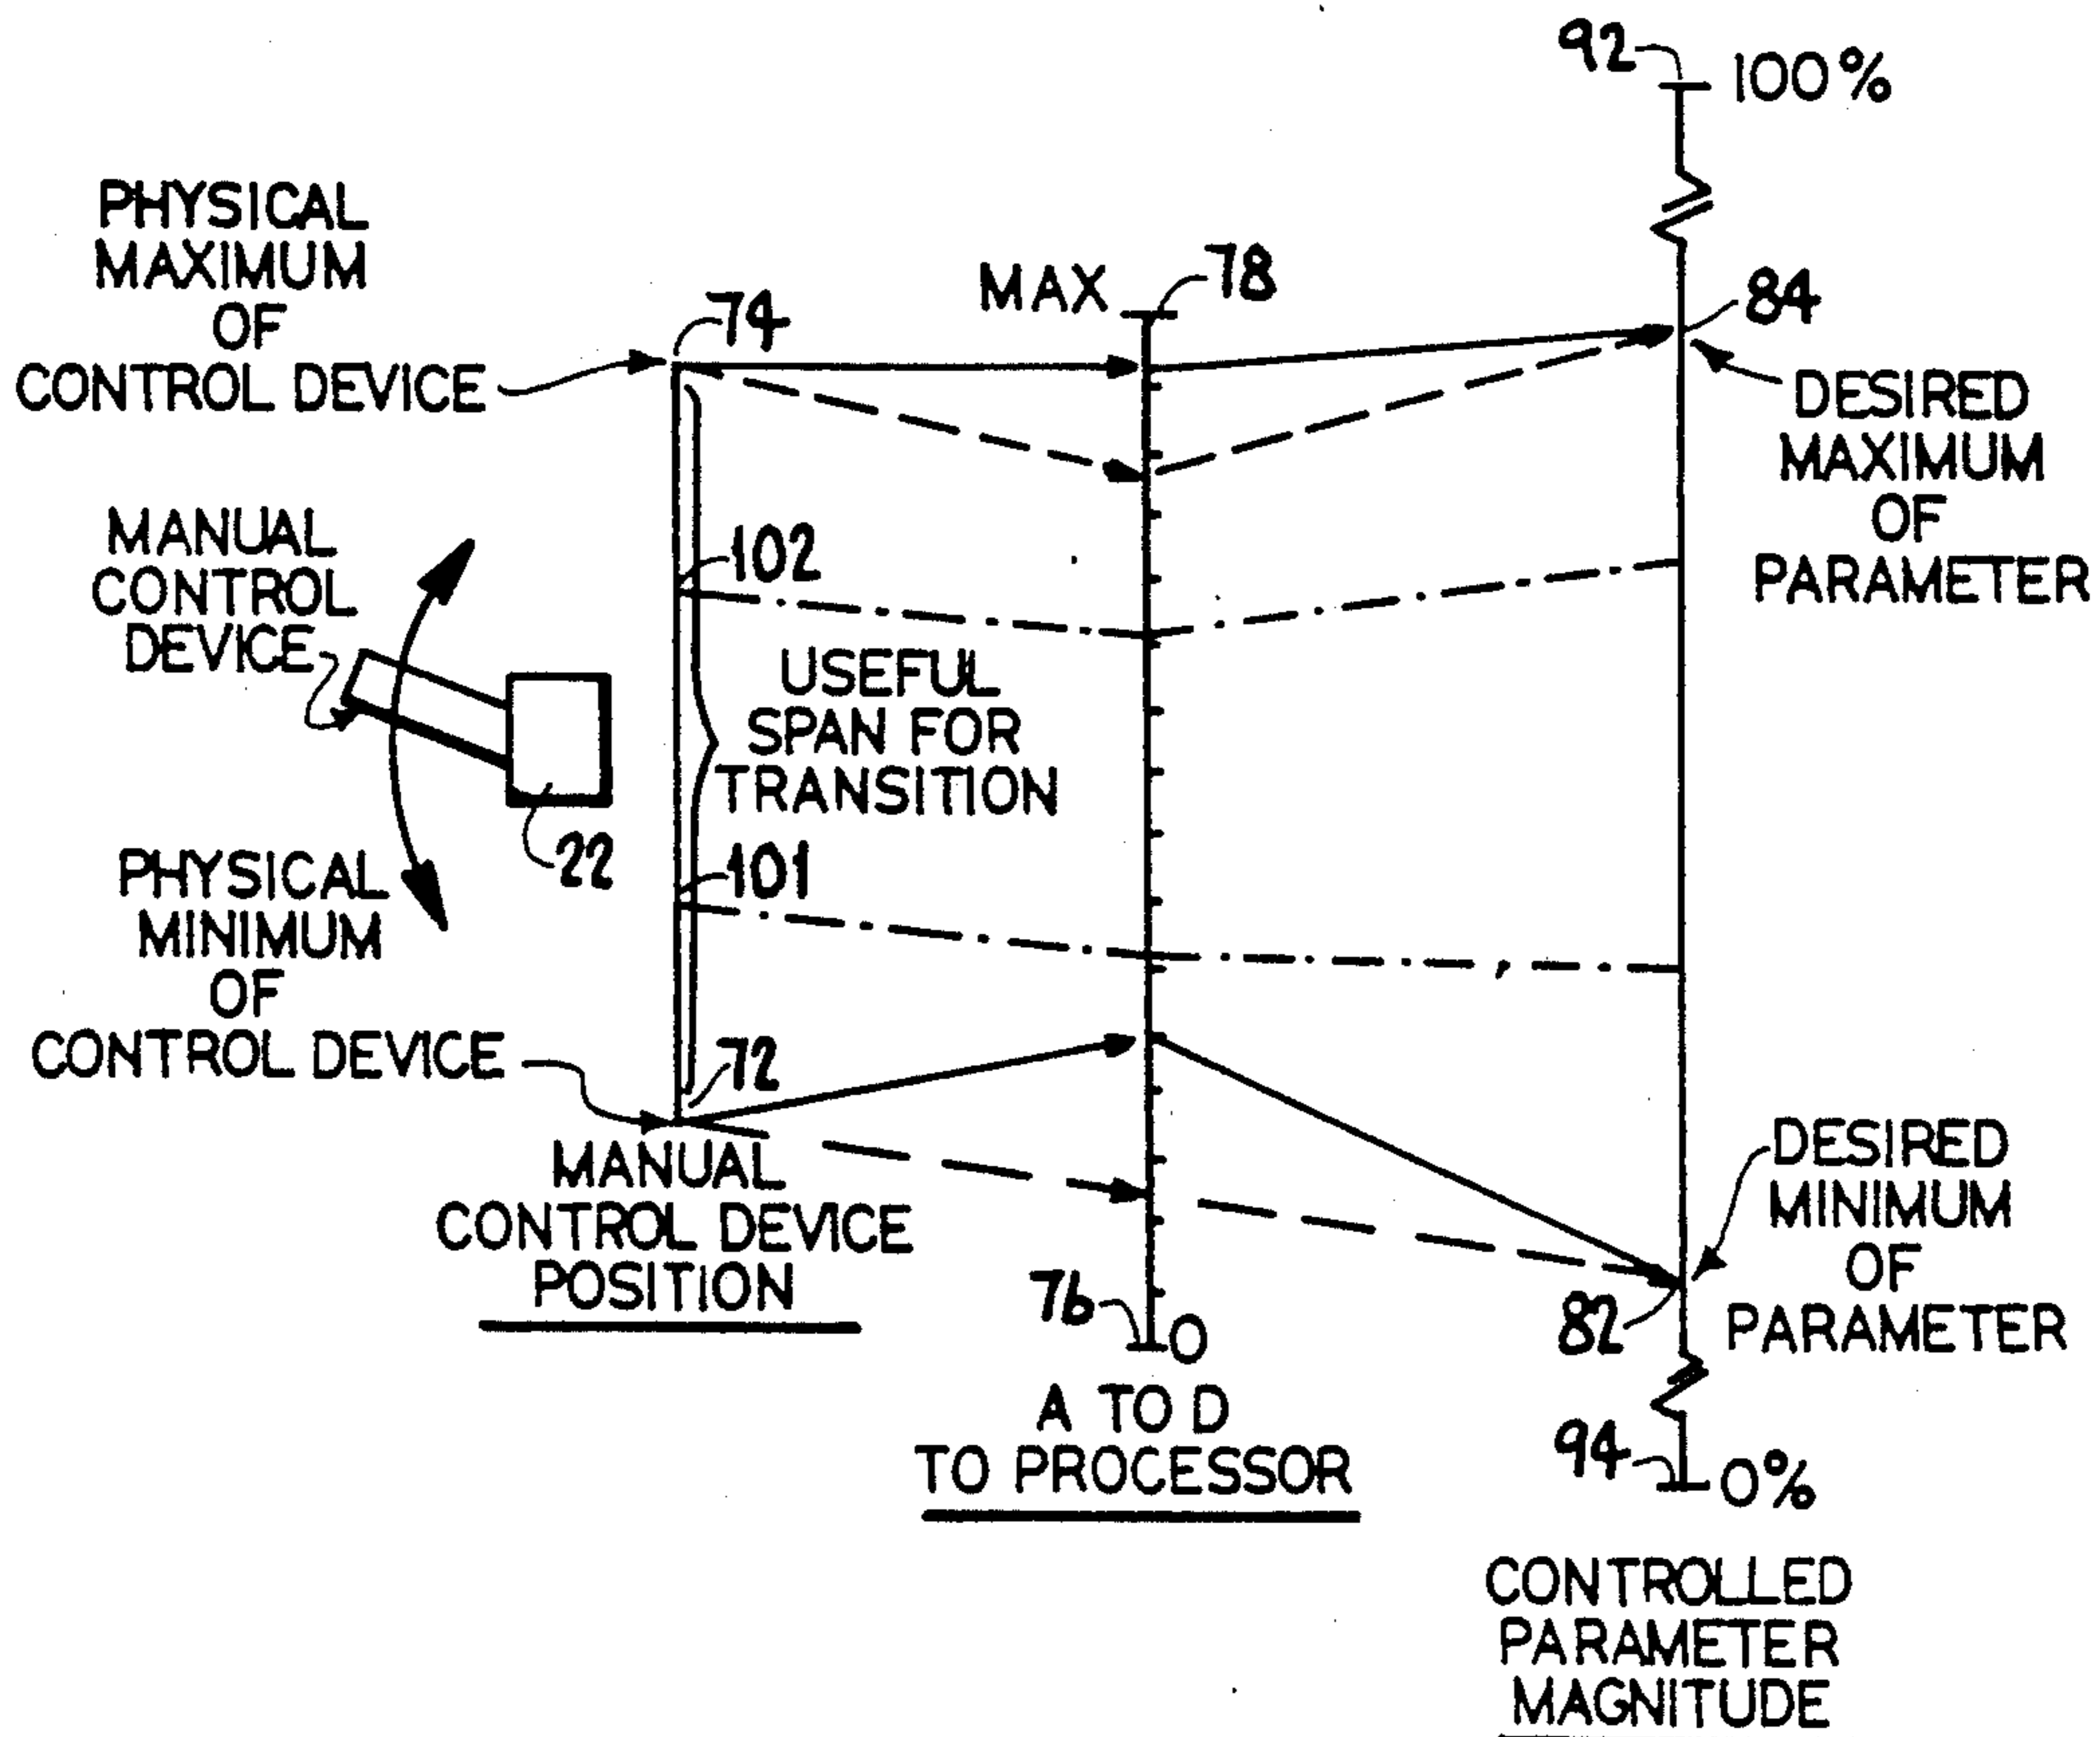 92
100%
PHYSICAL
MAXIMUM
OF
CONTROL DEVICE
74
MAX
78
84
DESIRED
MAXIMUM
OF
PARAMETER
MANUAL
CONTROL
DEVICE
102
USEFUL
SPAN FOR
TRANSITION
22
101
PHYSICAL
MINIMUM
OF
CONTROL DEVICE
72
MANUAL
CONTROL DEVICE
POSITION
76
0
82
DESIRED
MINIMUM
OF
PARAMETER
A TO D
TO PROCESSOR
94
0%
CONTROLLED
PARAMETER
MAGNITUDE